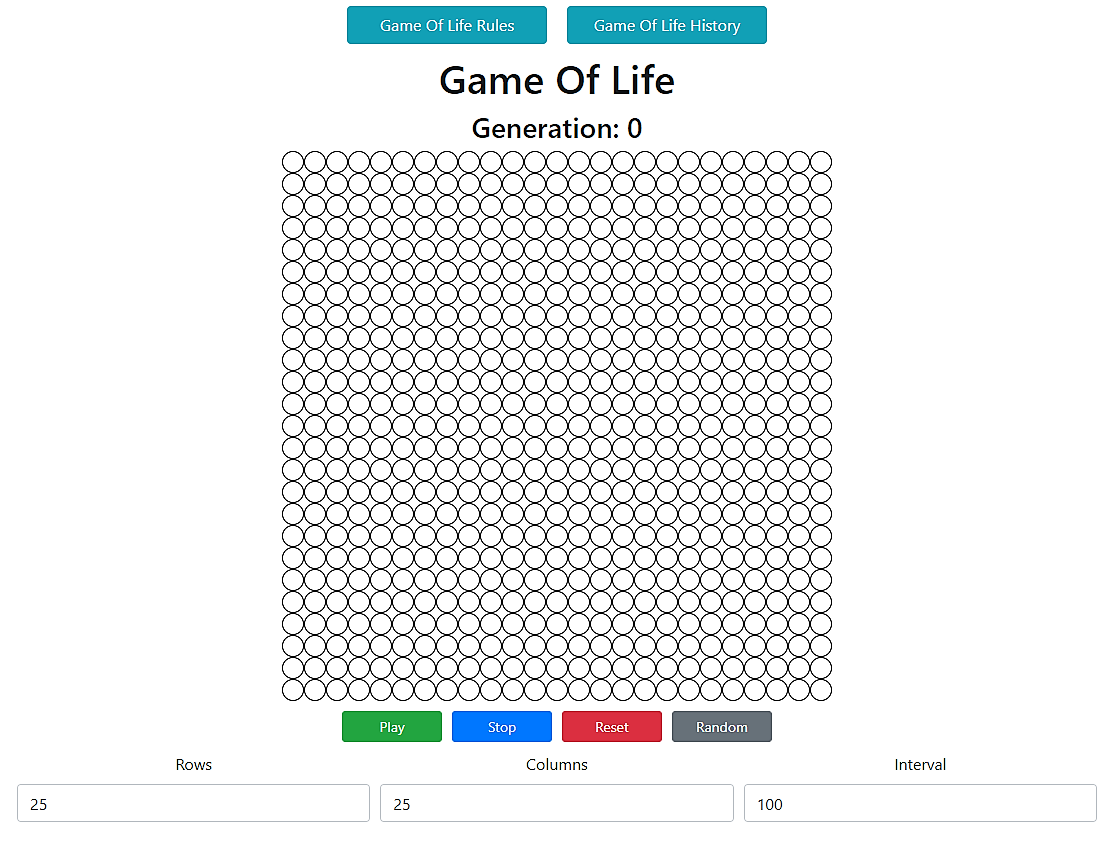 Game Of Life Rules
Game Of Life History
Game Of Life
Generation: 0
Play
Stop
Reset
Random
Rows
Columns
Interval
25
25
100